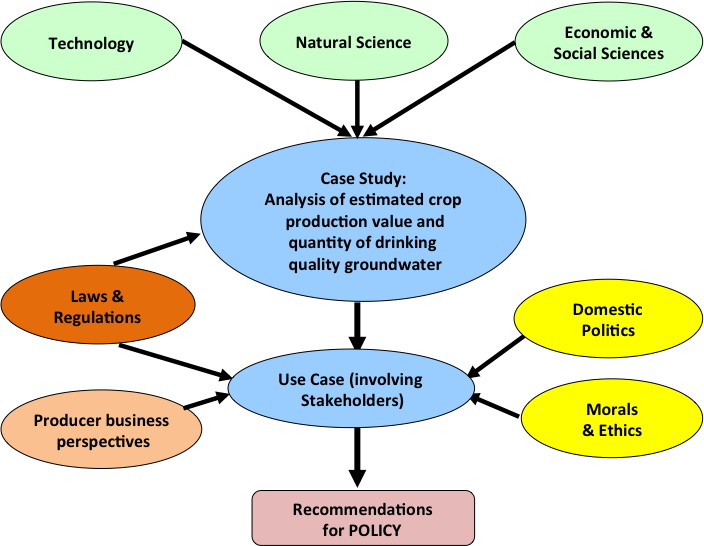 Technology
Natural Science
Economic &
Social Sciences
Case Study:
Analysis of estimated crop
production value and
quantity of drinking
quality groundwater
Laws &
Regulations
Domestic
Politics
Use Case (involving
Stakeholders)
Producer business
perspectives
Morals
& Ethics
Recommendations
for POLICY